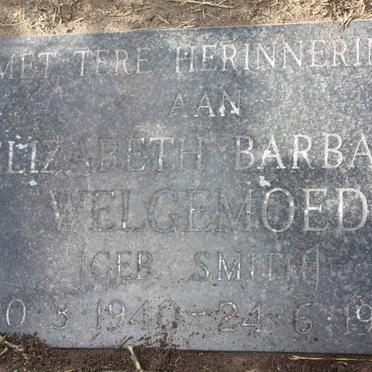 MET TERE HERINNERIN
AAN
LIZABETH BARBA
WELGEMOED
(GEB. SMITH)
0·3·1940 – 24·6·19